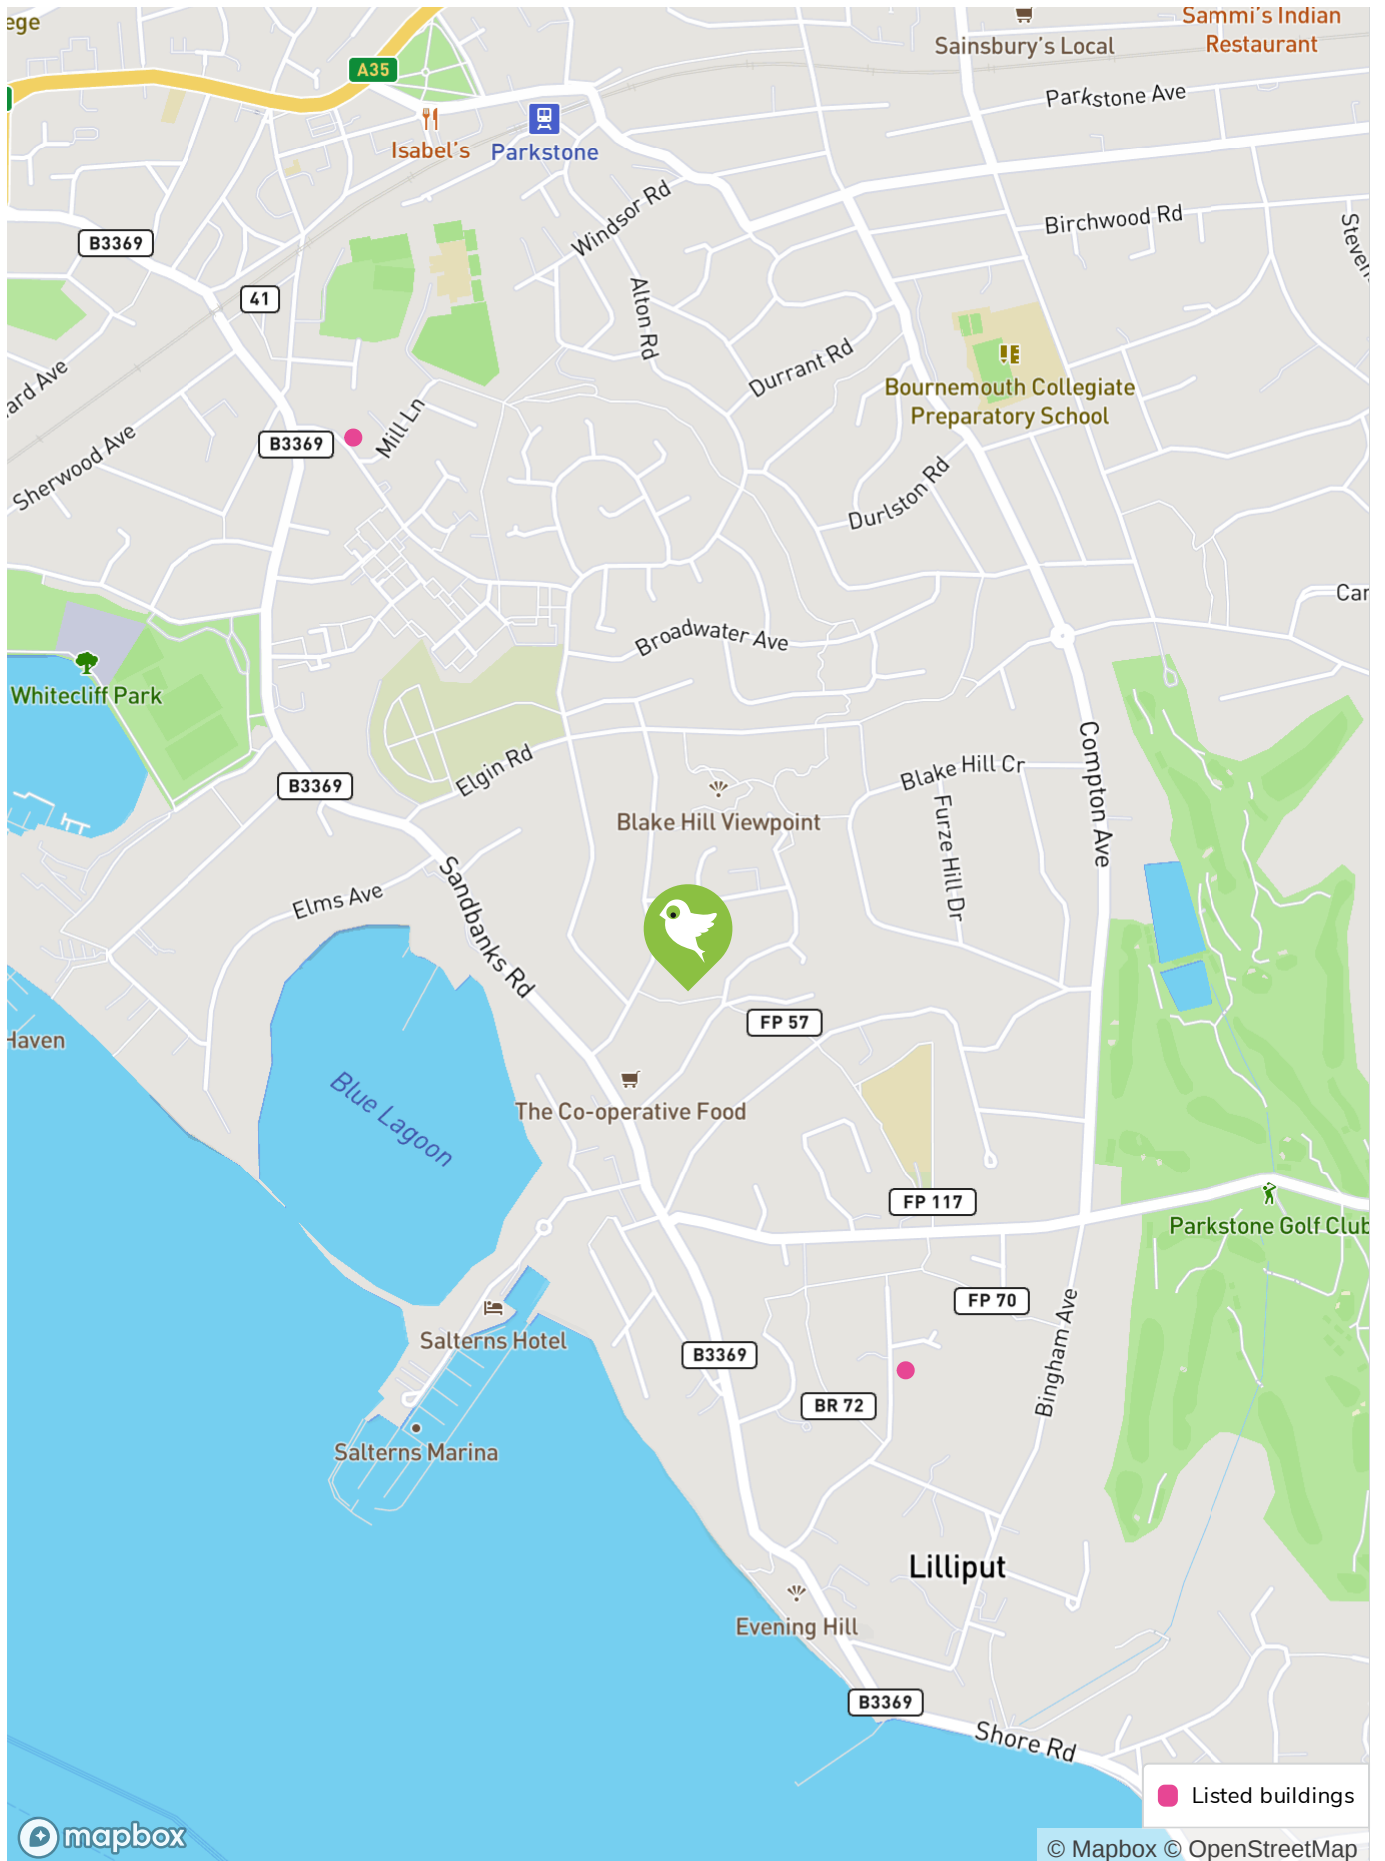 ege
Sammi's Indian
Restaurant
Sainsbury's Local
A35
Parkstone Ave
Isabel's
Parkstone
Windsor Rd
Birchwood Rd
B3369
41
Alton Rd
Durrant Rd
Bournemouth Collegiate
Preparatory School
ard Ave
Mill Ln
B3369
Sherwood Ave
Durlston Rd
Car
Broadwater Ave
Whitecliff Park
Compton Ave
Elgin Rd
Blake Hill Cr
B3369
Blake Hill Viewpoint
Furze Hill Dr
Sandbanks Rd
Elms Ave
FP 57
Haven
Blue Lagoon
The Co-operative Food
FP 117
Parkstone Golf Club
FP 70
Salterns Hotel
Bingham Ave
B3369
BR 72
Salterns Marina
Lilliput
Evening Hill
B3369
Shore Rd
Listed buildings
mapbox
© Mapbox © OpenStreetMap